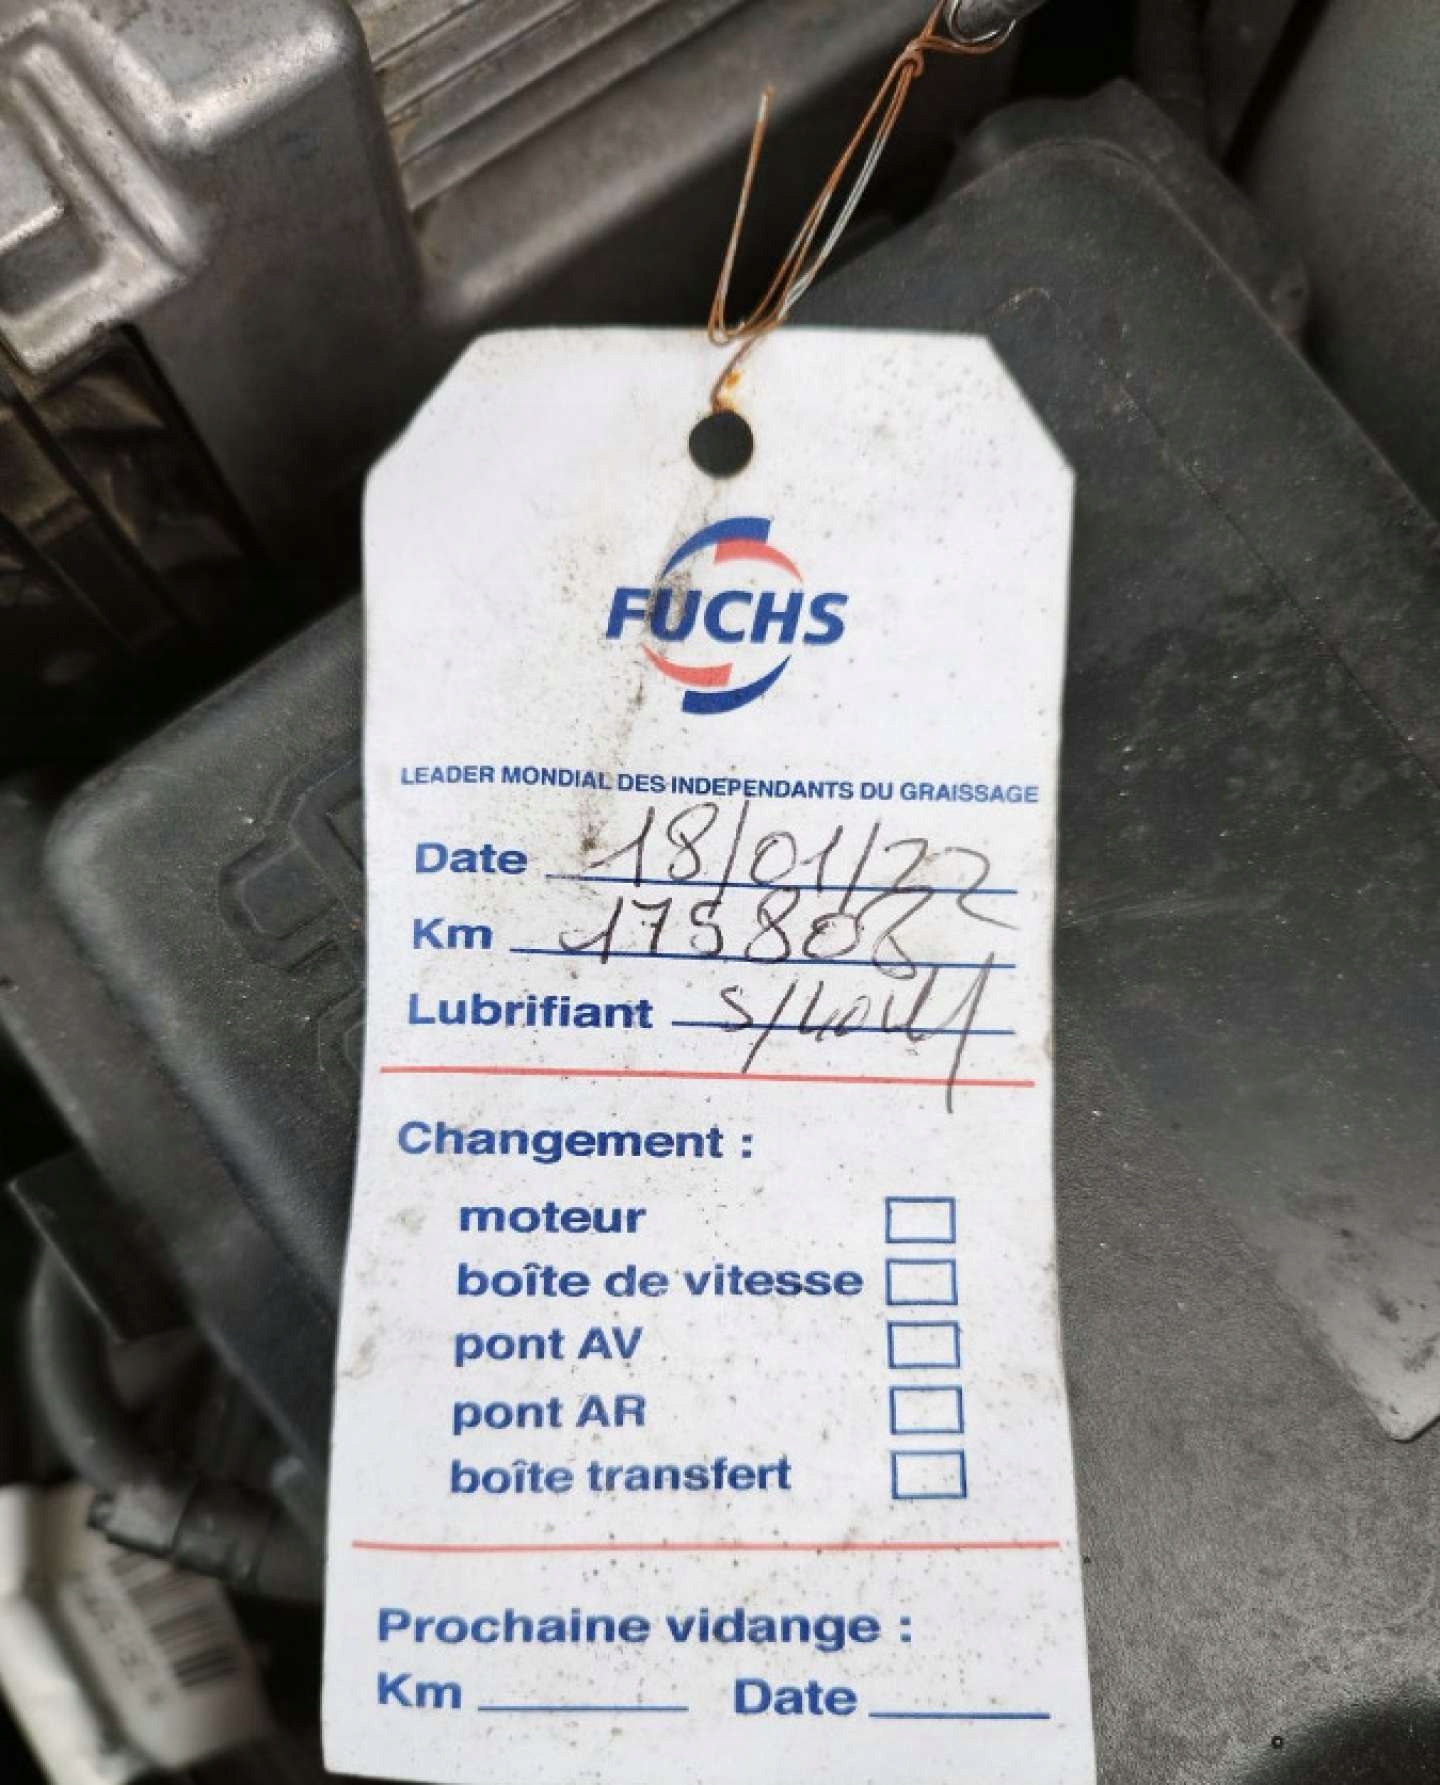 FUCHS
LEADER MONDIAL DES INDEPENDANTS DU GRAISSAGE
Date 18/01/22
Km 175808
Lubrifiant
Changement :
moteur
boîte de vitesse
pont AV
pont AR
boîte transfert
Prochaine vidange :
Km Date